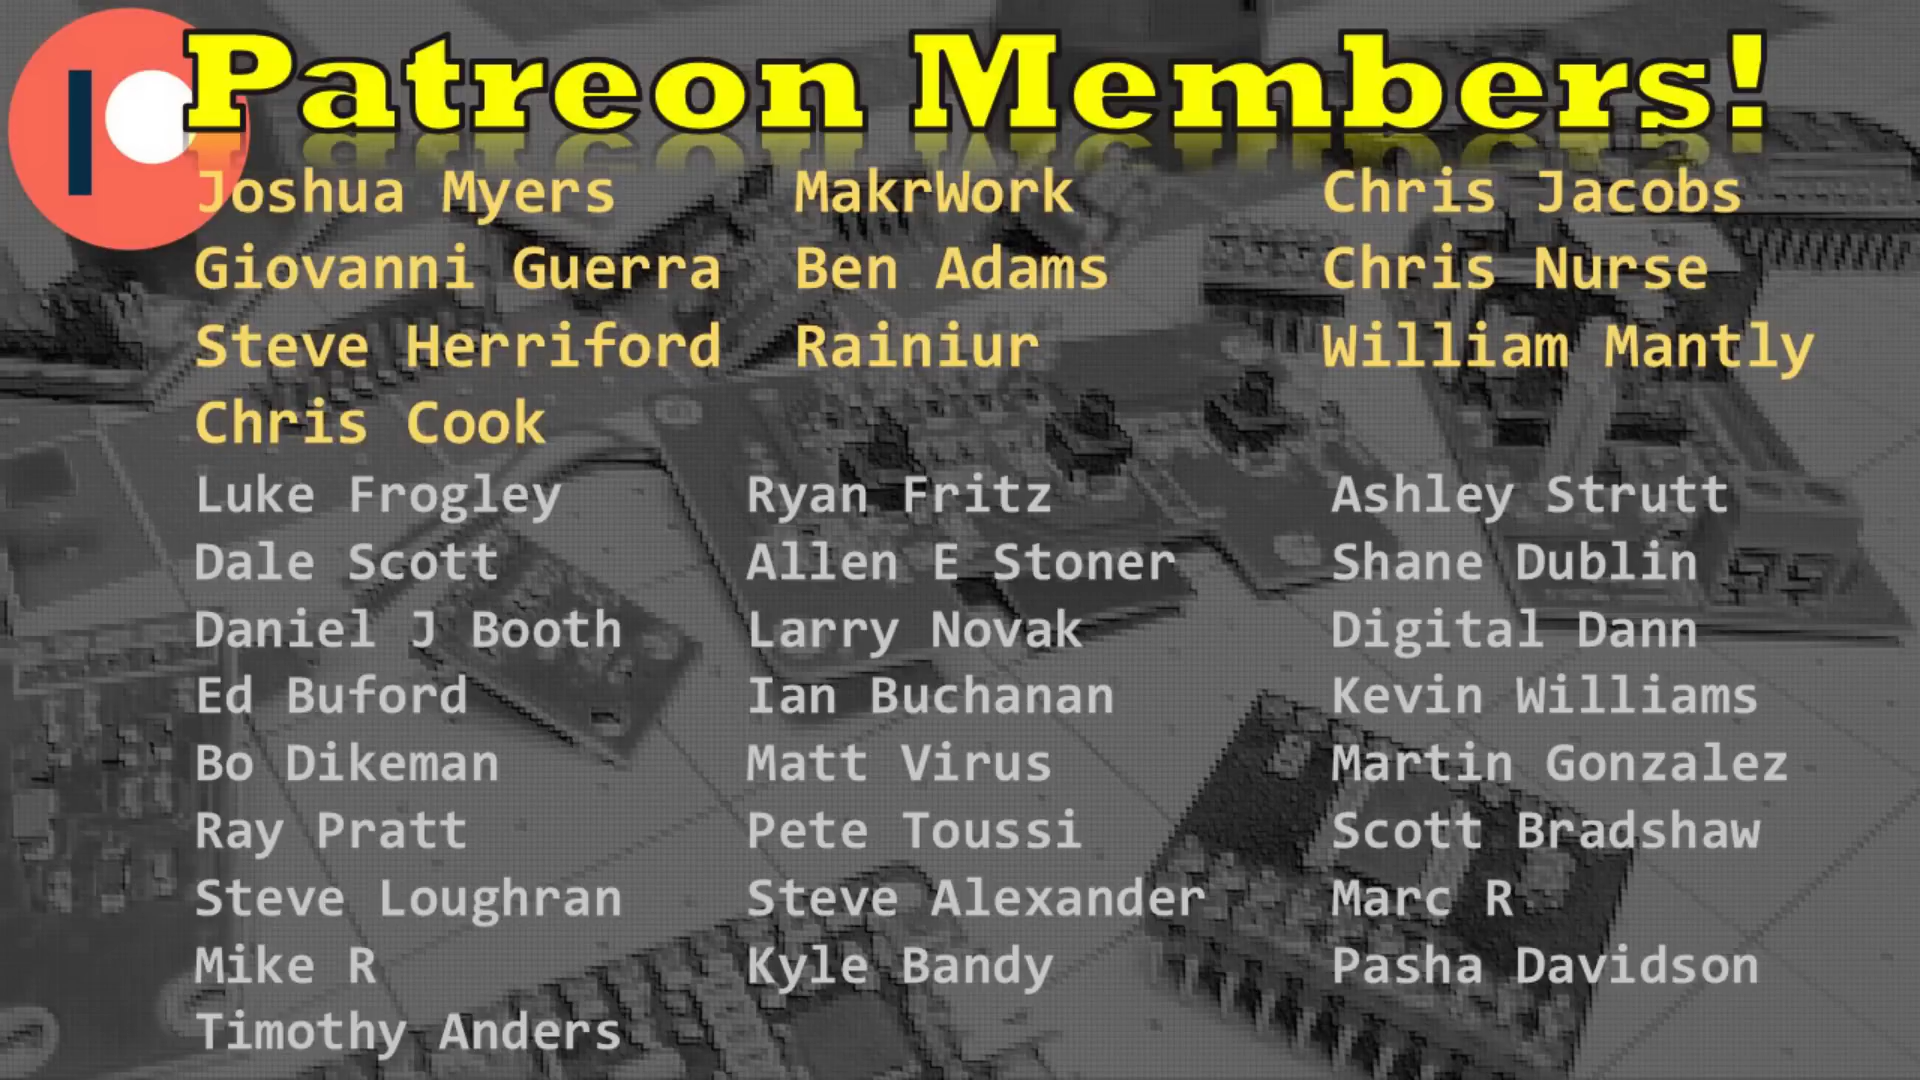 Patreon Members!
Joshua Myers MakrWork Chris Jacobs
Giovanni Guerra Ben Adams Chris Nurse
Steve Herriford Rainiur William Mantly
Chris Cook
Luke Frogley Ryan Fritz Ashley Strutt
Dale Scott Allen E Stoner Shane Dublin
Daniel J Booth Larry Novak Digital Dann
Ed Buford Ian Buchanan Kevin Williams
Bo Dikeman Matt Virus Martin Gonzalez
Ray Pratt Pete Toussi Scott Bradshaw
Steve Loughran Steve Alexander Marc R
Mike R Kyle Bandy Pasha Davidson
Timothy Anders